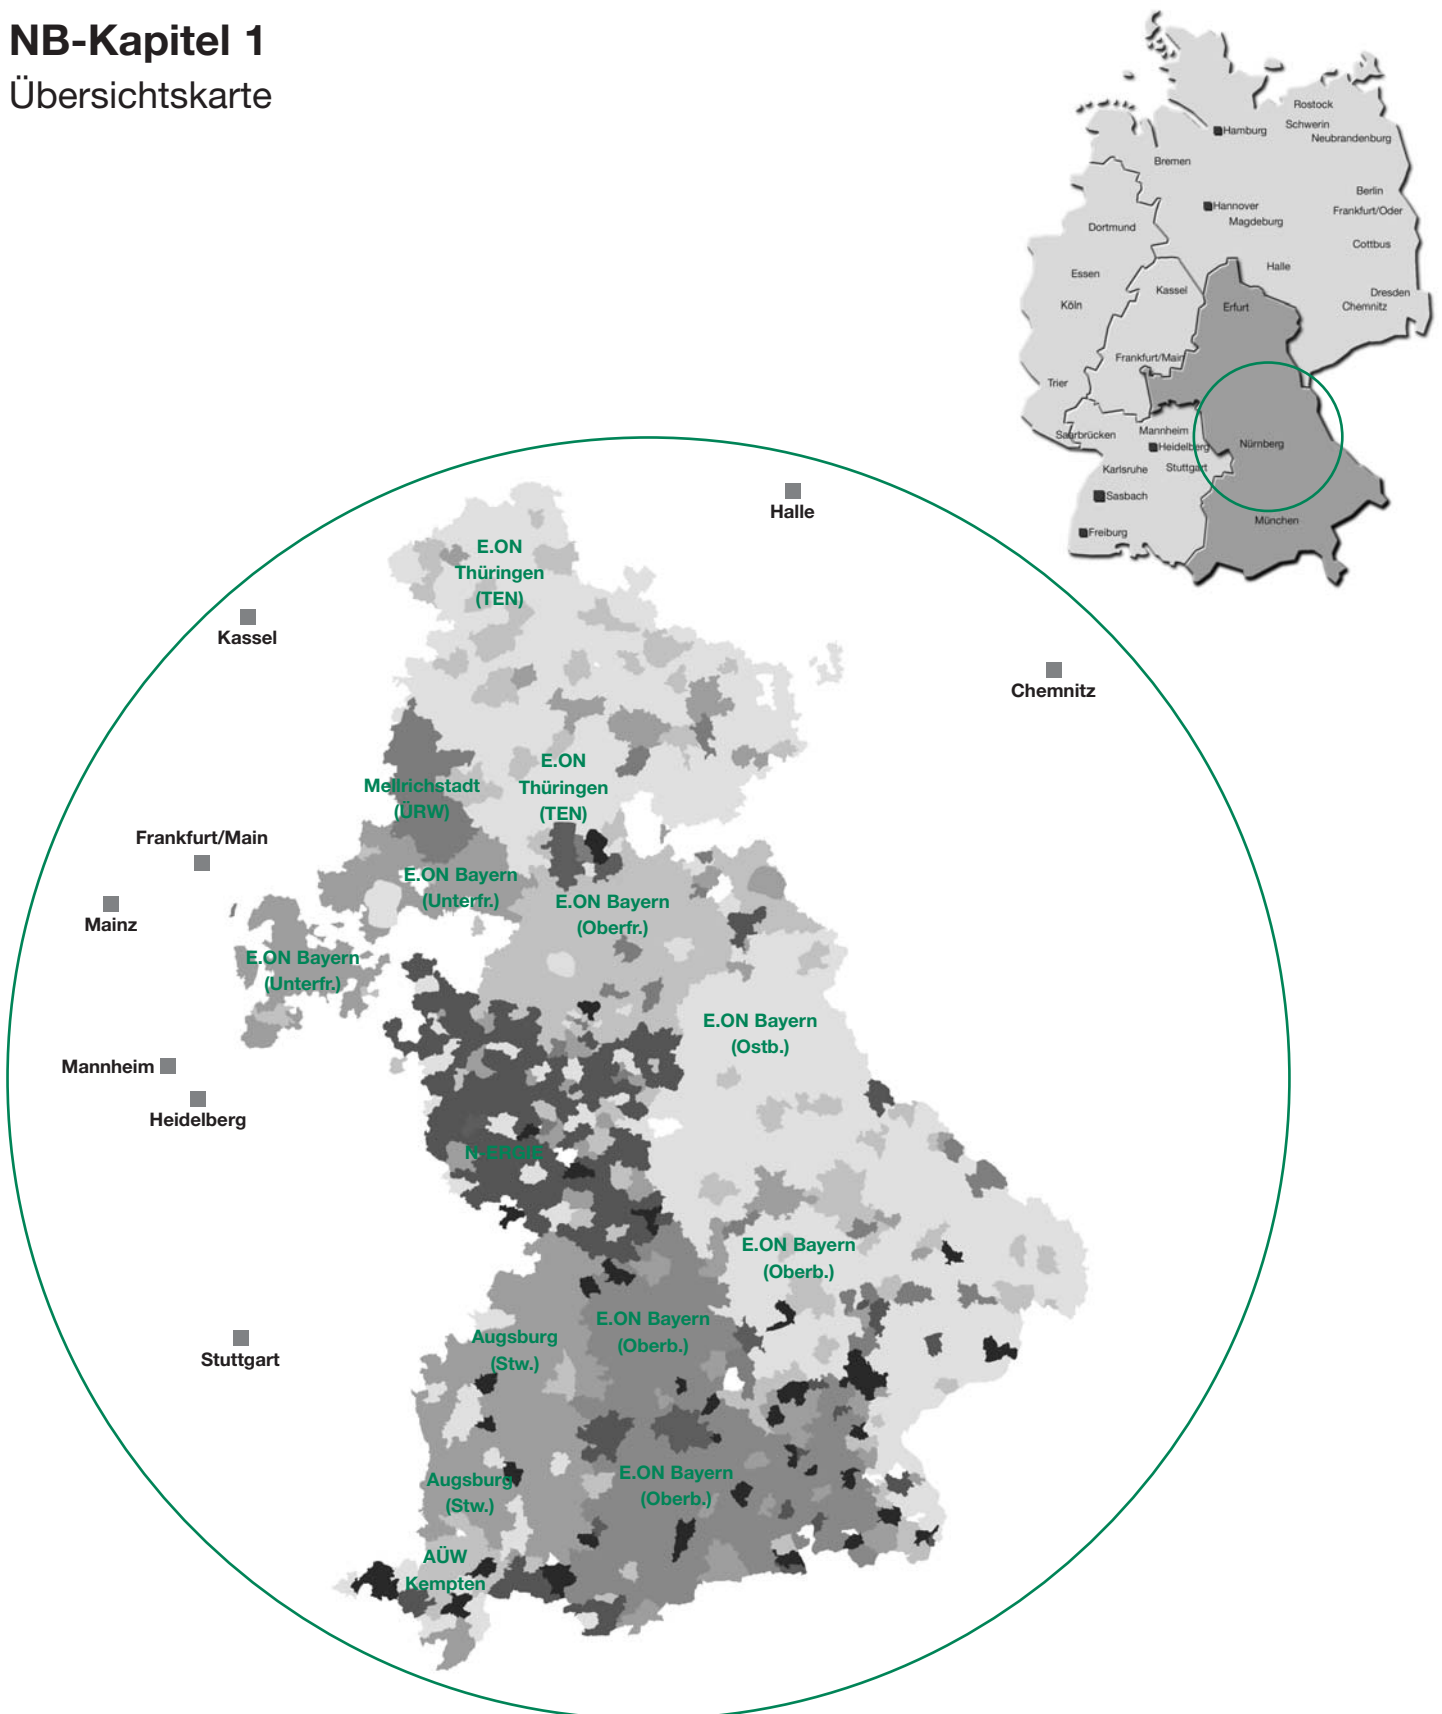 NB-Kapitel 1
Übersichtskarte
Rostock
Schwerin
Hamburg
Neubrandenburg
Bremen
Berlin
Hannover
Frankfurt/Oder
Magdeburg
Dortmund
Cottbus
Halle
Essen
Kassel
Dresden
Köln
Erfurt
Chemnitz
Frankfurt/Main
Trier
Saarbrücken
Mannheim
Nürnberg
Heidelberg
Karlsruhe
Stuttgart
Sasbach
München
Freiburg
Halle
E.ON
Thüringen
(TEN)
Kassel
Chemnitz
E.ON
Thüringen
(TEN)
Mellrichstadt
(ÜRW)
Frankfurt/Main
E.ON Bayern
(Unterfr.)
E.ON Bayern
(Oberfr.)
Mainz
E.ON Bayern
(Unterfr.)
E.ON Bayern
(Ostb.)
Mannheim
Heidelberg
N-ERGIE
E.ON Bayern
(Oberb.)
E.ON Bayern
(Oberb.)
Augsburg
(Stw.)
Stuttgart
E.ON Bayern
(Oberb.)
Augsburg
(Stw.)
AÜW
Kempten